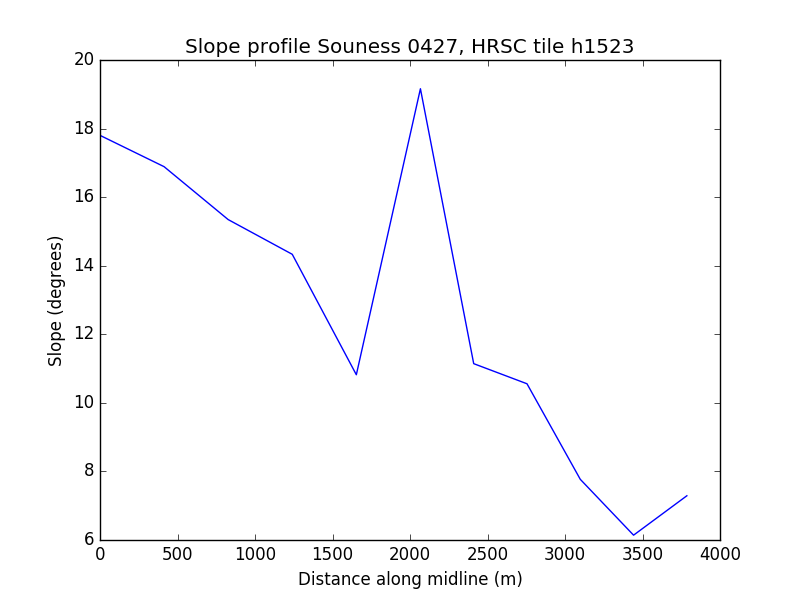 Slope profile Souness 0427, HRSC tile h1523
20
18
16
14
12
10
8
6
Slope (degrees)
0 500 1000 1500 2000 2500 3000 3500 4000
Distance along midline (m)